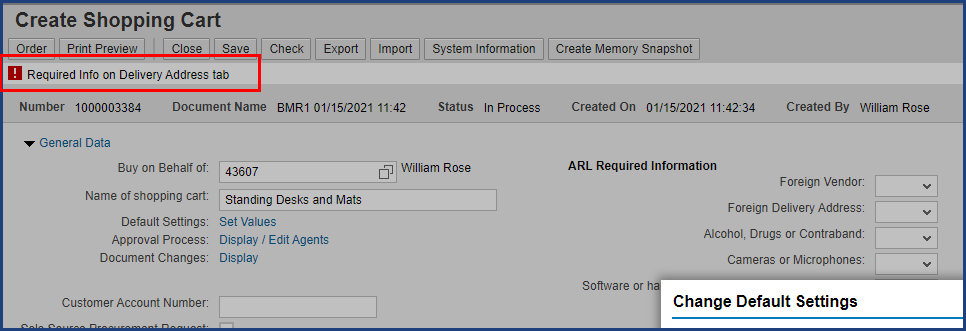 Create Shopping Cart
Order Print Preview Close Save Check Export Import System Information Create Memory Snapshot
! Required Info on Delivery Address tab
Number 1000003384 Document Name BMR1 01/15/2021 11:42 Status In Process Created On 01/15/2021 11:42:34 Created By William Rose
General Data
Buy on Behalf of: 43607 William Rose
ARL Required Information
Foreign Vendor:
Name of shopping cart: Standing Desks and Mats
Foreign Delivery Address:
Default Settings: Set Values
Approval Process: Display / Edit Agents
Alcohol, Drugs or Contraband:
Document Changes: Display
Cameras or Microphones:
Software or ha
Customer Account Number:
Change Default Settings
Sole Source Procurement Request: